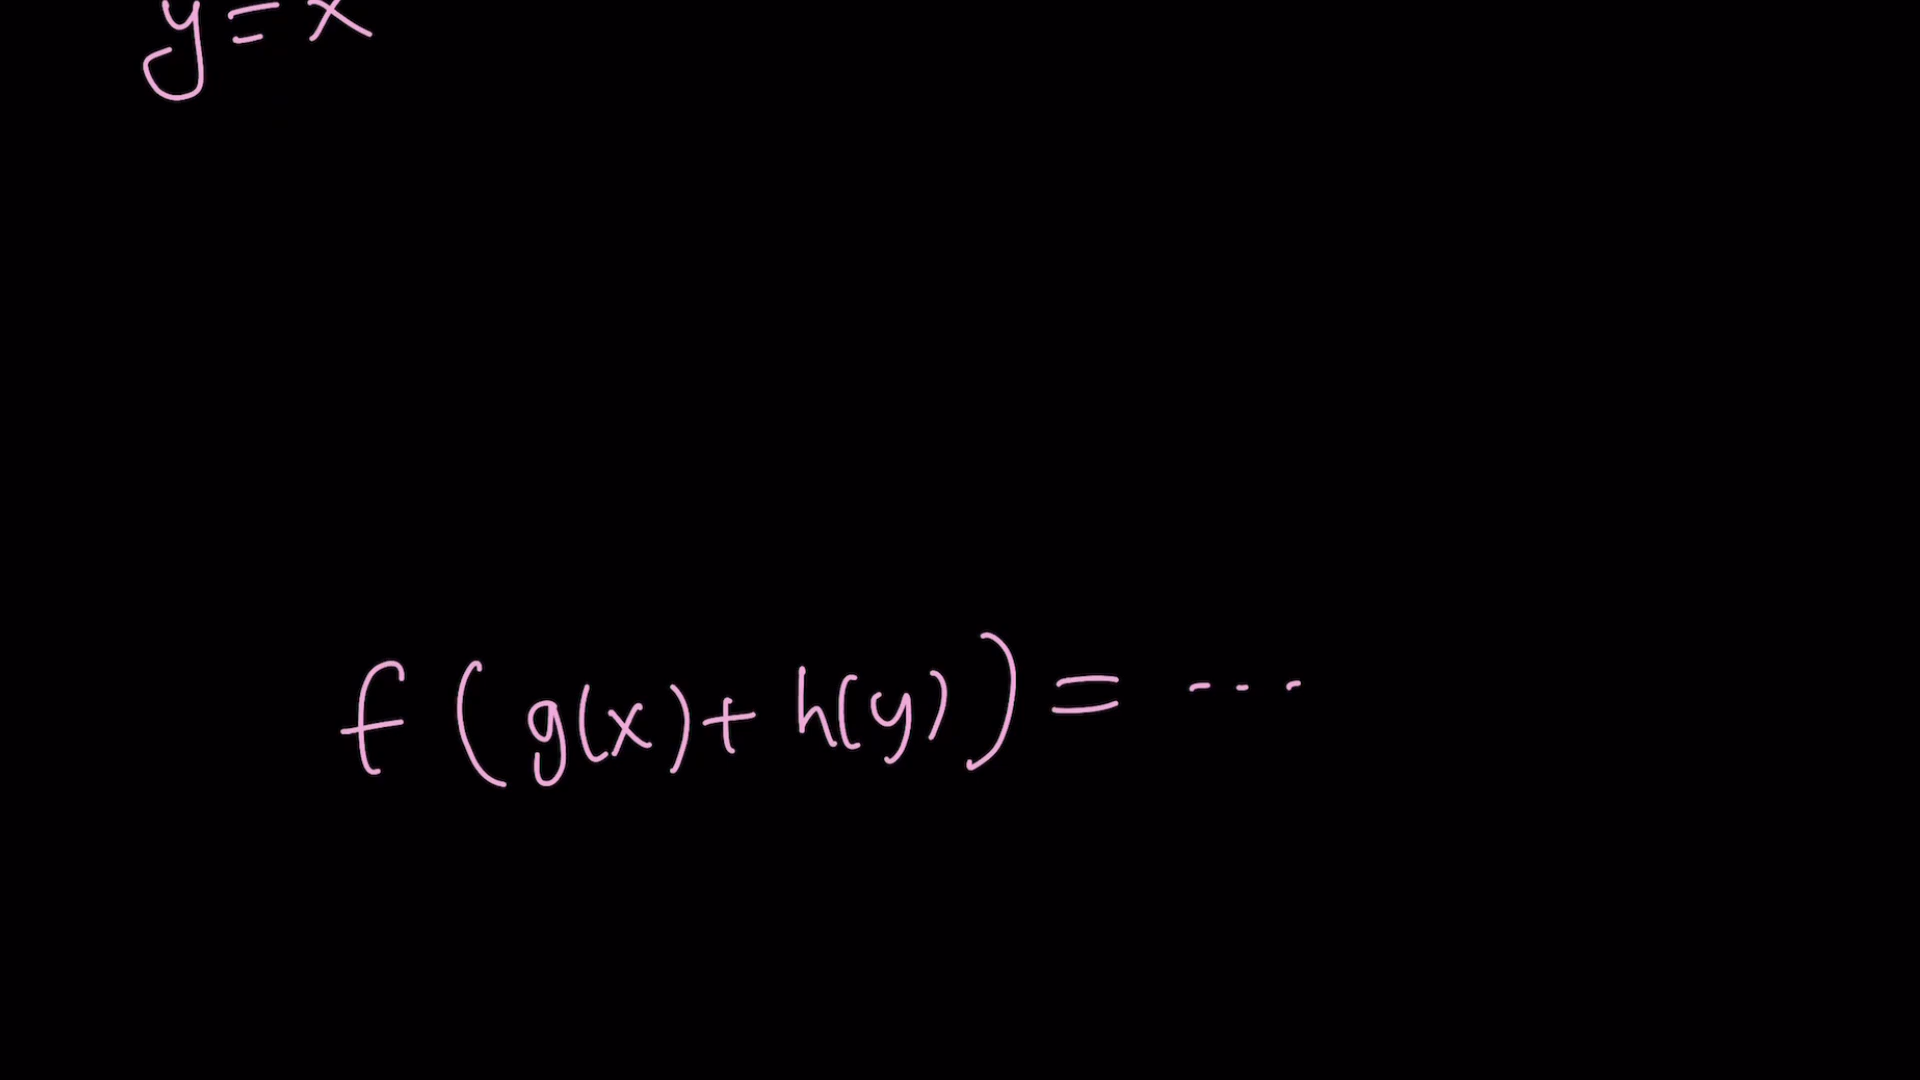 y = x
f(g(x) + h(y)) = ...